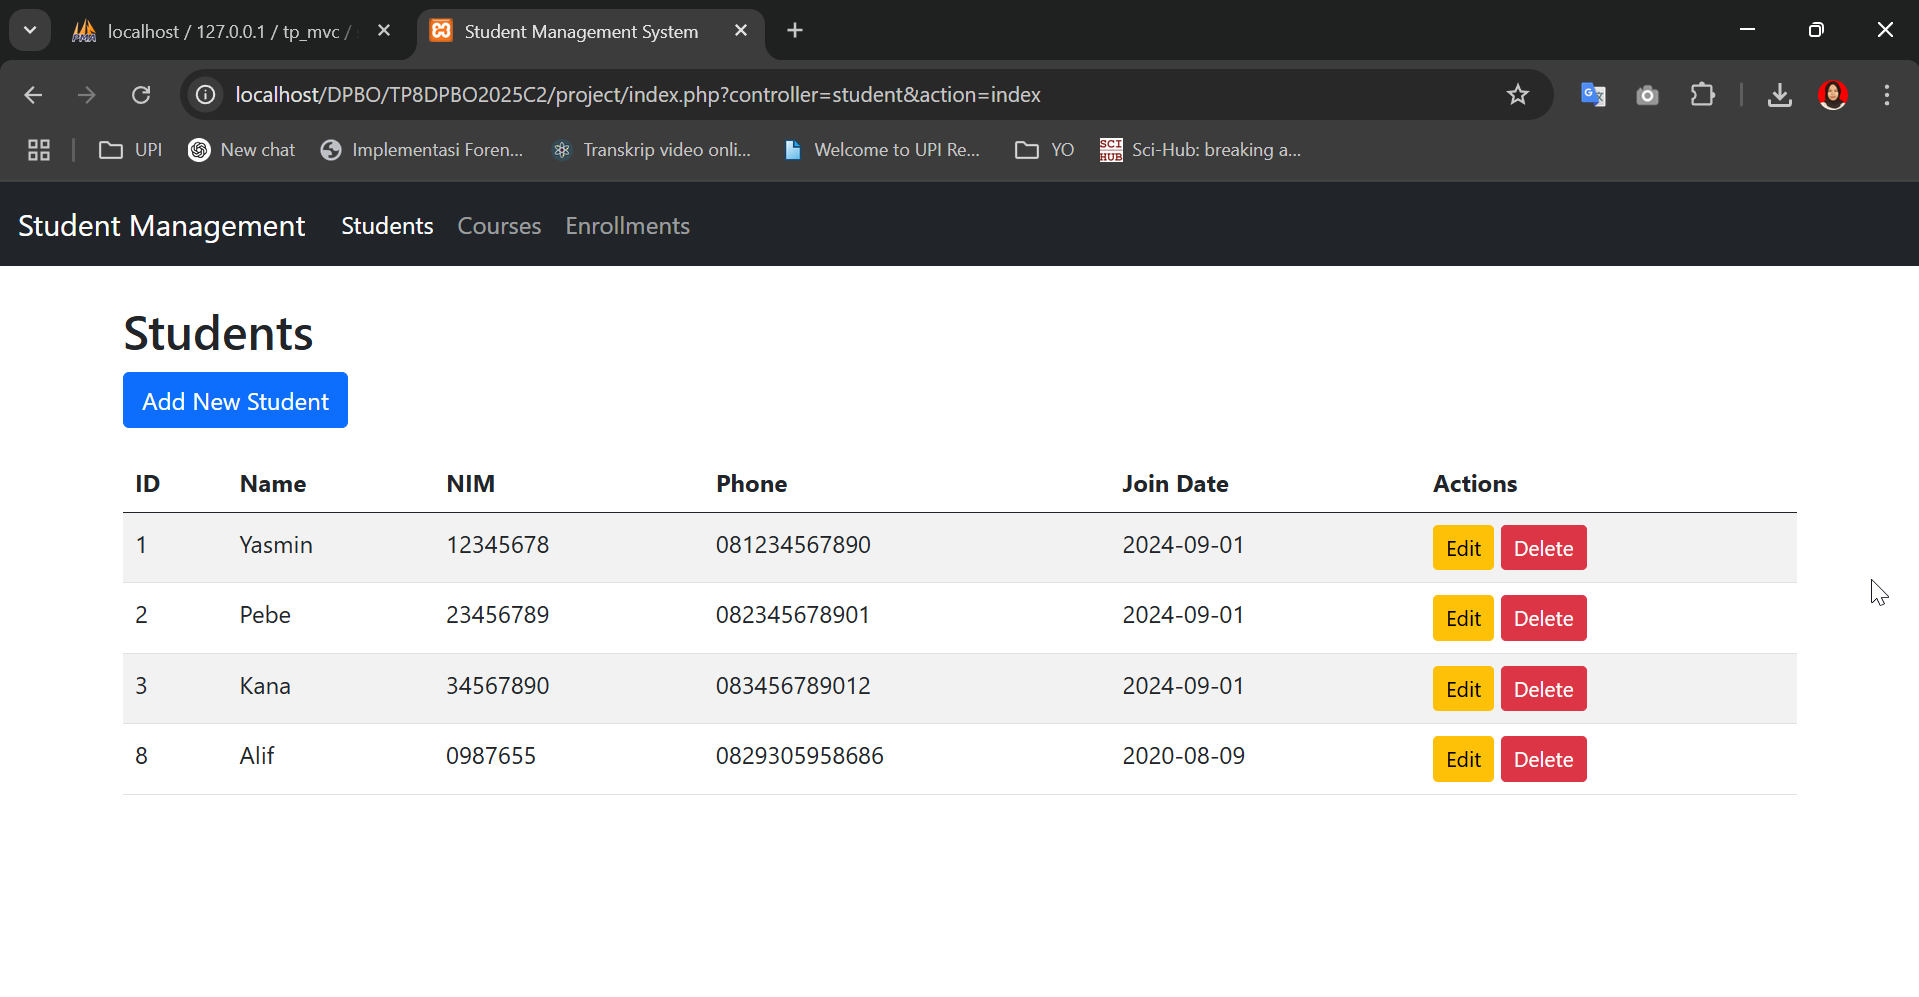 localhost / 127.0.0.1 / tp_mvc /
Student Management System
localhost/DPBO/TP8DPBO2025C2/project/index.php?controller=student&action=index
UPI New chat Implementasi Foren... Transkrip video onli... Welcome to UPI Re... YO SCI HUB Sci-Hub: breaking a...
Student Management Students Courses Enrollments
Students
Add New Student
ID Name NIM Phone Join Date Actions
1 Yasmin 12345678 081234567890 2024-09-01 Edit Delete
2 Pebe 23456789 082345678901 2024-09-01 Edit Delete
3 Kana 34567890 083456789012 2024-09-01 Edit Delete
8 Alif 0987655 0829305958686 2020-08-09 Edit Delete